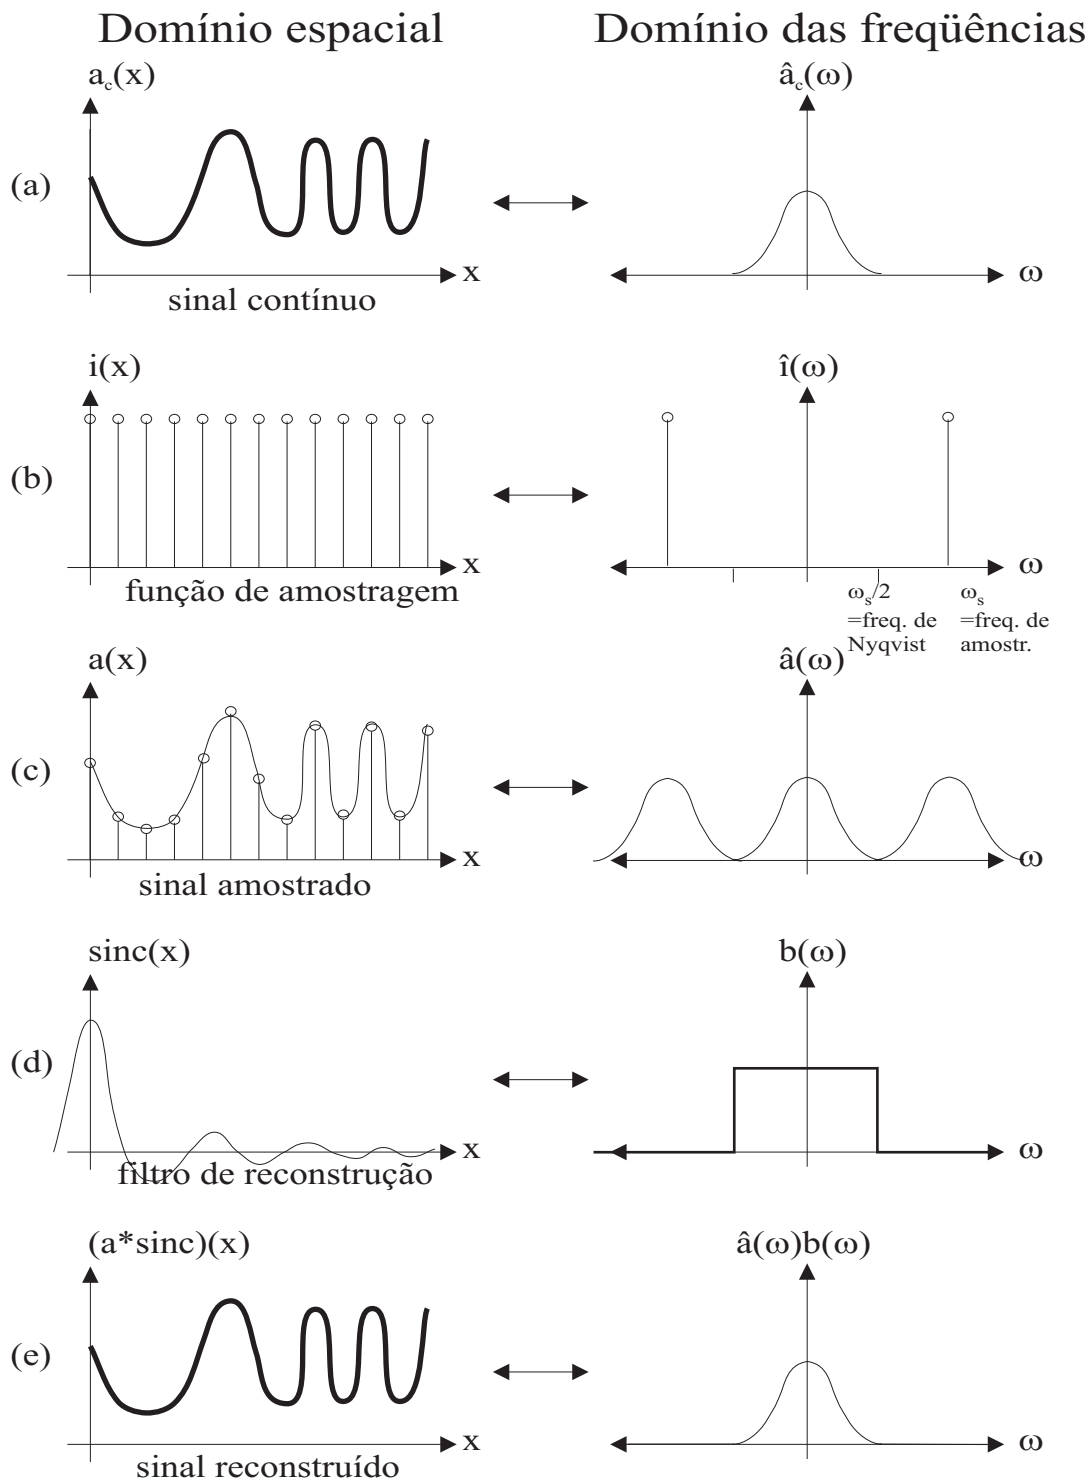 Domínio espacial
Domínio das freqüências
a_c(x)
â_c(ω)
(a)
x
ω
sinal contínuo
i(x)
î(ω)
(b)
x
ω
função de amostragem
ω_s/2
=freq. de
Nyqvist
ω_s
=freq. de
amostr.
a(x)
â(ω)
(c)
x
ω
sinal amostrado
sinc(x)
b(ω)
(d)
x
ω
filtro de reconstrução
(a*sinc)(x)
â(ω)b(ω)
(e)
x
ω
sinal reconstruído